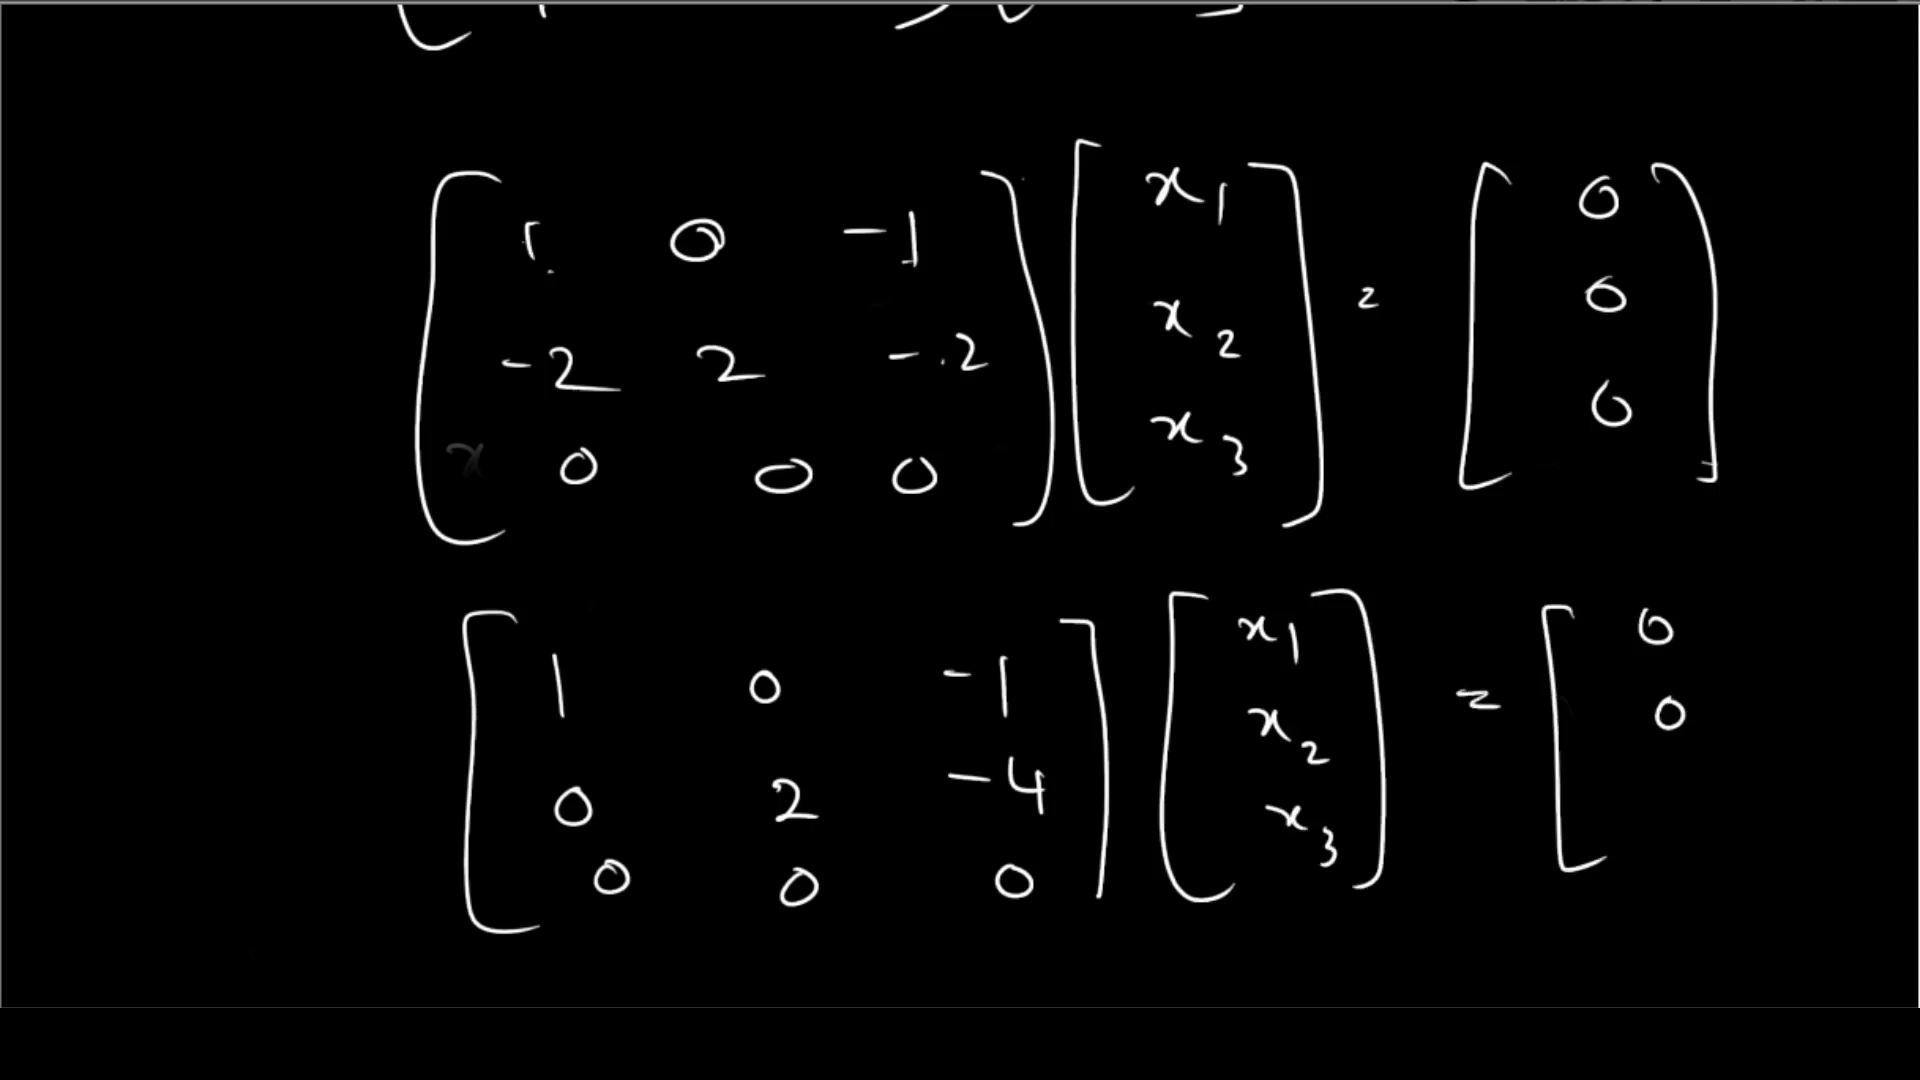 1 0 -1 x1 = 0
-2 2 -2 x2 0
0 0 0 x3 0
1 0 -1 x1 = 0
0 2 -4 x2 0
0 0 0 x3